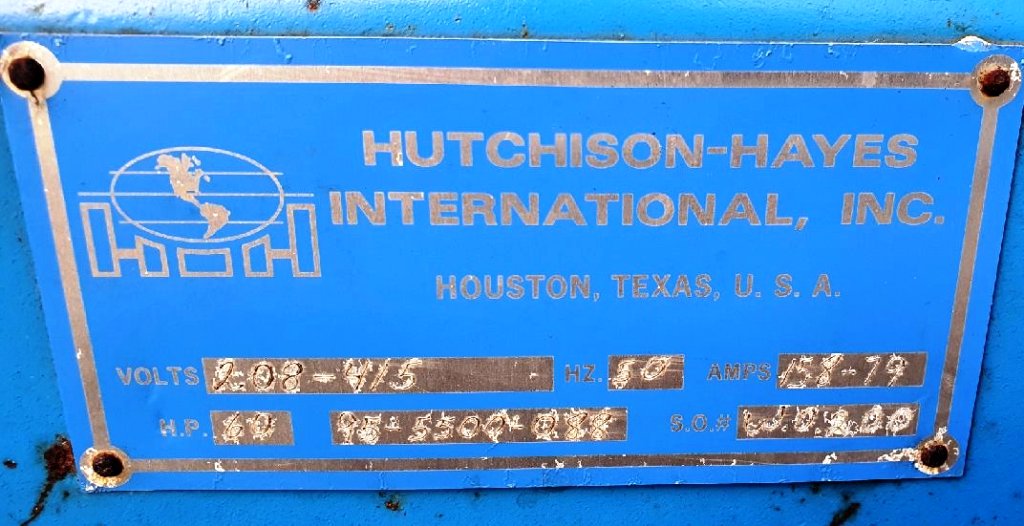 HUTCHISON-HAYES
INTERNATIONAL, INC.
HOUSTON, TEXAS, U. S. A.
VOLTS 208-415 HZ. 50 AMPS 158-79
H.P. 60 95-5500-088 S.O.#